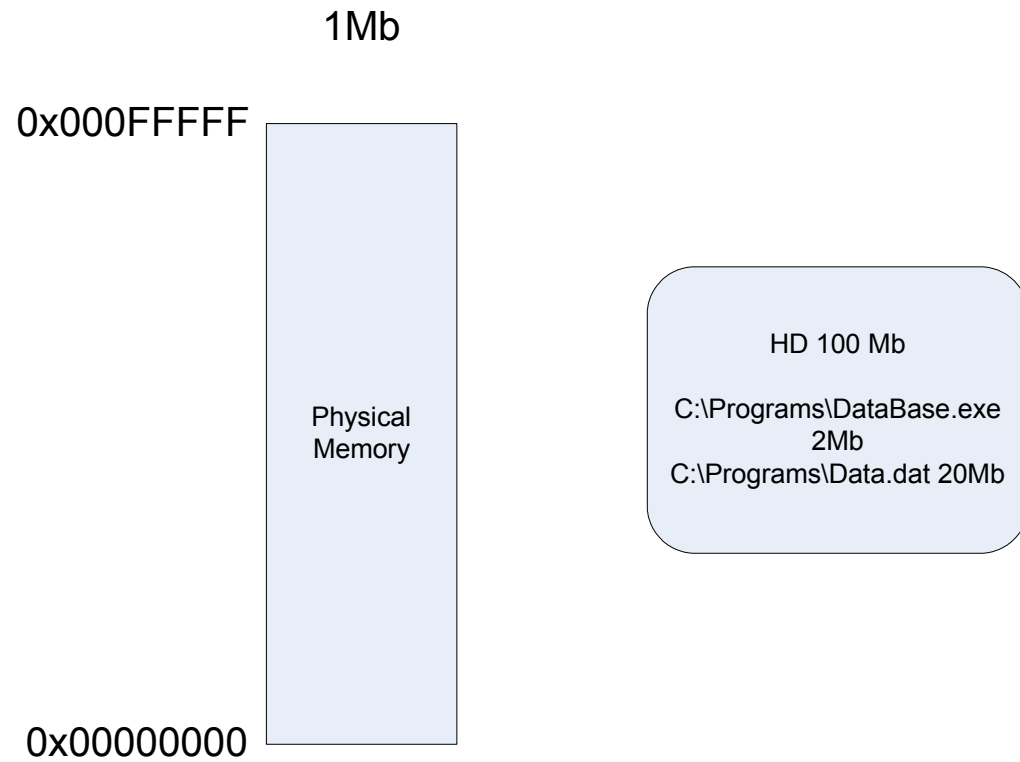 1Mb
0x000FFFFF
Physical
Memory
0x00000000
HD 100 Mb
C:\Programs\DataBase.exe
2Mb
C:\Programs\Data.dat 20Mb